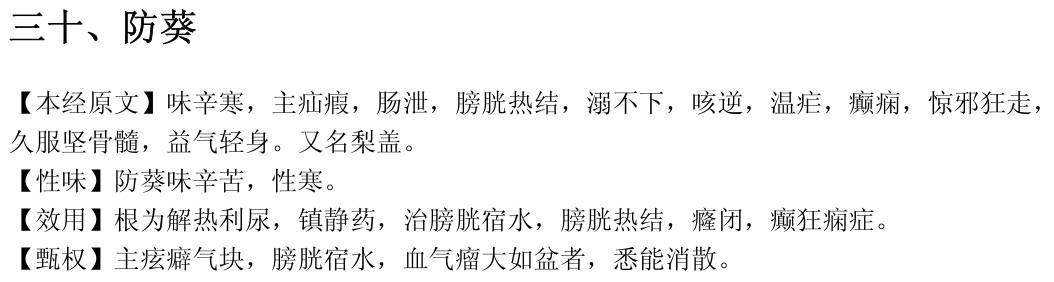 三十、防葵
【本经原文】味辛寒，主疝瘕，肠泄，膀胱热结，溺不下，咳逆，温疟，癫痫，惊邪狂走，
久服坚骨髓，益气轻身。又名梨盖。
【性味】防葵味辛苦，性寒。
【效用】根为解热利尿，镇静药，治膀胱宿水，膀胱热结，癃闭，癫狂痫症。
【甄权】主痃癖气块，膀胱宿水，血气瘤大如盆者，悉能消散。